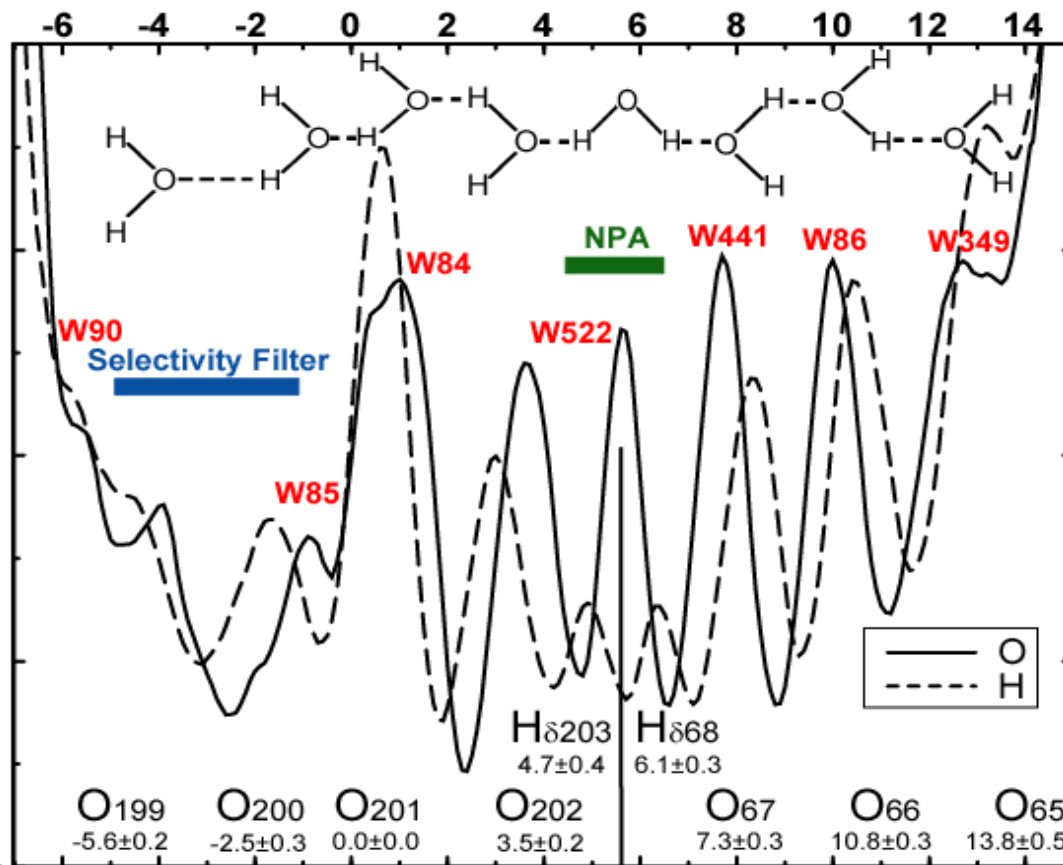 -6 -4 -2 0 2 4 6 8 10 12 14
H O H H O H H O H H O H H O H H O H H O H H O H
NPA
W441 W86 W349
W84
W90 W522
Selectivity Filter
W85
O
H
Hδ203 Hδ68
4.7±0.4 6.1±0.3
O199 O200 O201 O202 O67 O66 O65
-5.6±0.2 -2.5±0.3 0.0±0.0 3.5±0.2 7.3±0.3 10.8±0.3 13.8±0.5